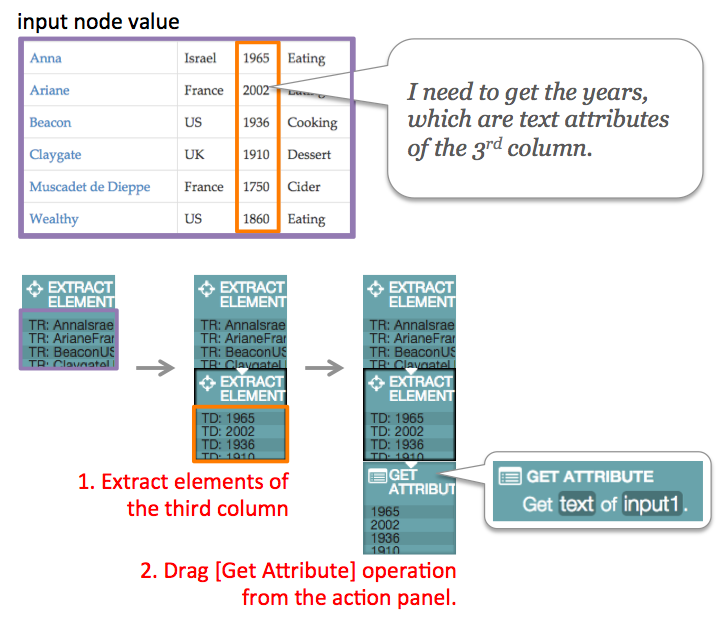 input node value
Anna Israel 1965 Eating
Ariane France 2002
Beacon US 1936 Cooking
Claygate UK 1910 Dessert
Muscadet de Dieppe France 1750 Cider
Wealthy US 1860 Eating
I need to get the years,
which are text attributes
of the 3rd column.
EXTRACT
ELEMENT
TR: AnnaIsrae
TR: ArianeFran
TR: BeaconUS
TR: Claygatel
EXTRACT
ELEMENT
TR: AnnaIsrae
TR: ArianeFran
TR: BeaconUS
TR: Claygatel
EXTRACT
ELEMENT
TD: 1965
TD: 2002
TD: 1936
TD: 1910
EXTRACT
ELEMENT
TR: AnnaIsrae
TR: ArianeFran
TR: BeaconUS
TR: Claygatel
EXTRACT
ELEMENT
TD: 1965
TD: 2002
TD: 1936
TD: 1910
GET
ATTRIBUT
1965
2002
1936
1910
GET ATTRIBUTE
Get text of input1.
1. Extract elements of
the third column
2. Drag [Get Attribute] operation
from the action panel.